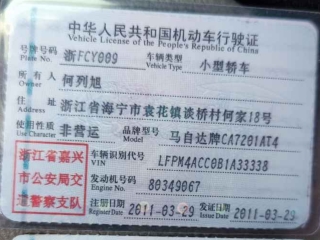 中华人民共和国机动车行驶证
Vehicle License of the People's Republic of China
号牌号码 浙FCY009 车辆类型 小型轿车
Plate No. Vehicle Type
所有人 何列旭
Owner
住址 浙江省海宁市袁花镇谈桥村何家18号
Address
使用性质 非营运 品牌型号 马自达牌CA7201AT4
Use Character Model
浙江省嘉兴
市公安局交
道警察支队
车辆识别代号 LFPM4ACC0B1A33338
VIN
发动机号码 80349067
Engine No.
注册日期 2011-03-29 发证日期 2011-03-29
Register Date Issue Date